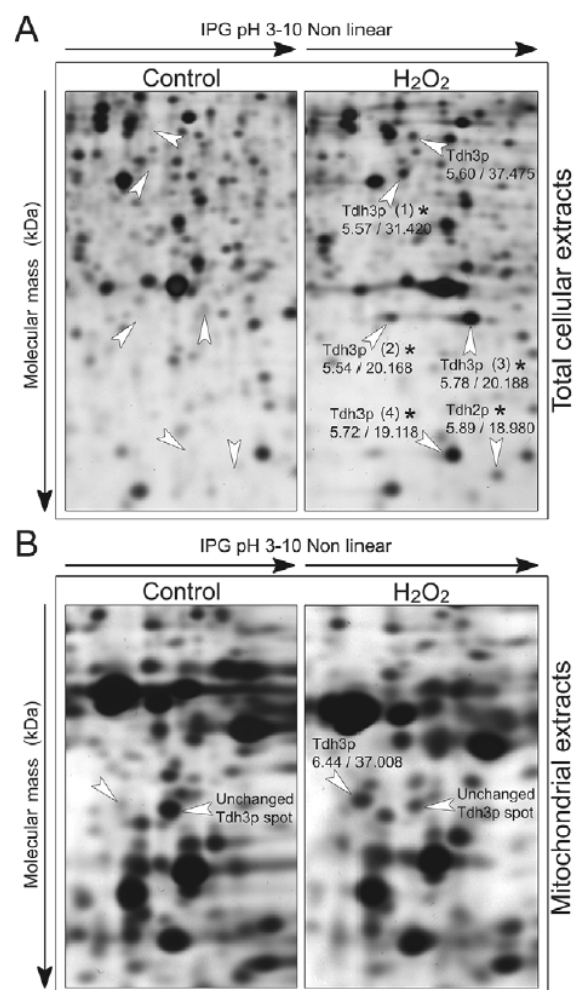 A
IPG pH 3-10 Non linear
Control
H₂O₂
Molecular mass (kDa)
Total cellular extracts
Tdh3p
5.60 / 37.475
Tdh3p (1) *
5.57 / 31.420
Tdh3p (2) *
5.54 / 20.168
Tdh3p (3) *
5.78 / 20.188
Tdh3p (4) *
5.72 / 19.118
Tdh2p *
5.89 / 18.980
B
IPG pH 3-10 Non linear
Control
H₂O₂
Molecular mass (kDa)
Mitochondrial extracts
Unchanged
Tdh3p spot
Tdh3p
6.44 / 37.008
Unchanged
Tdh3p spot